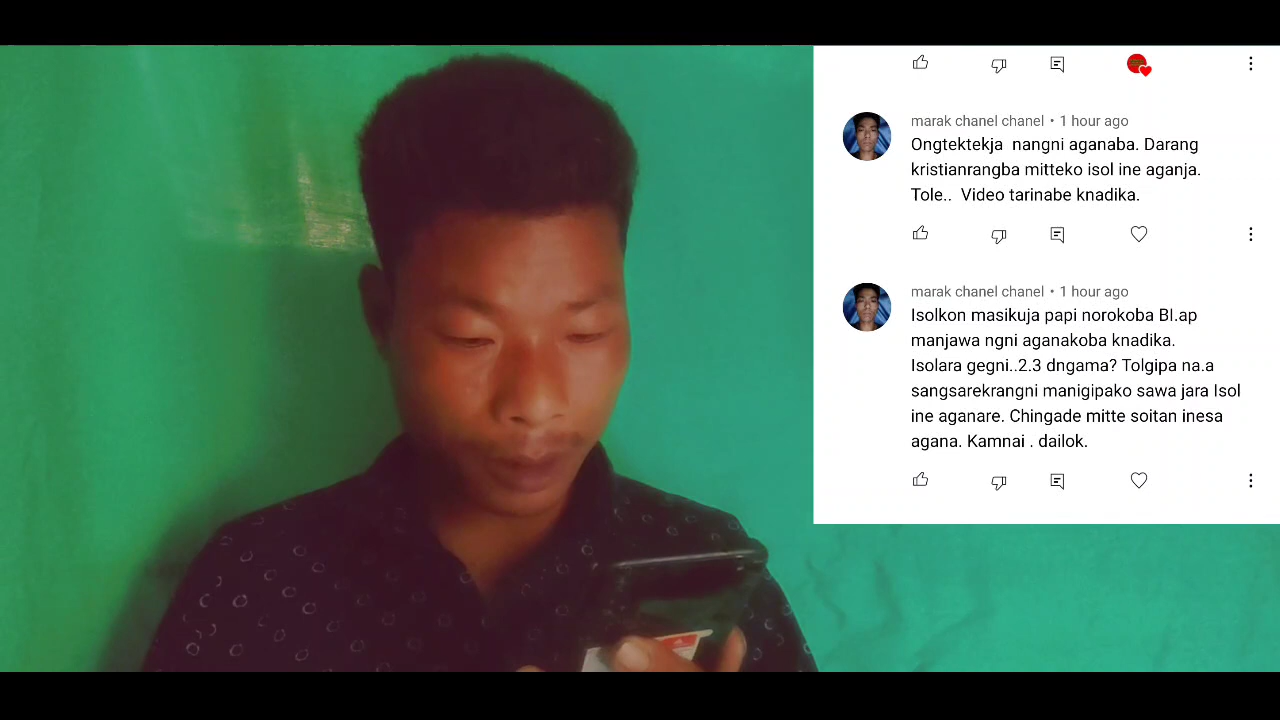 marak chanel chanel • 1 hour ago
Ongtektekja  nangni aganaba. Darang
kristianrangba mitteko isol ine aganja.
Tole..  Video tarinabe knadika.
marak chanel chanel • 1 hour ago
Isolkon masikuja papi norokoba BI.ap
manjawa ngni aganakoba knadika.
Isolara gegni..2.3 dngama? Tolgipa na.a
sangsarekrangni manigipako sawa jara Isol
ine aganare. Chingade mitte soitan inesa
agana. Kamnai . dailok.